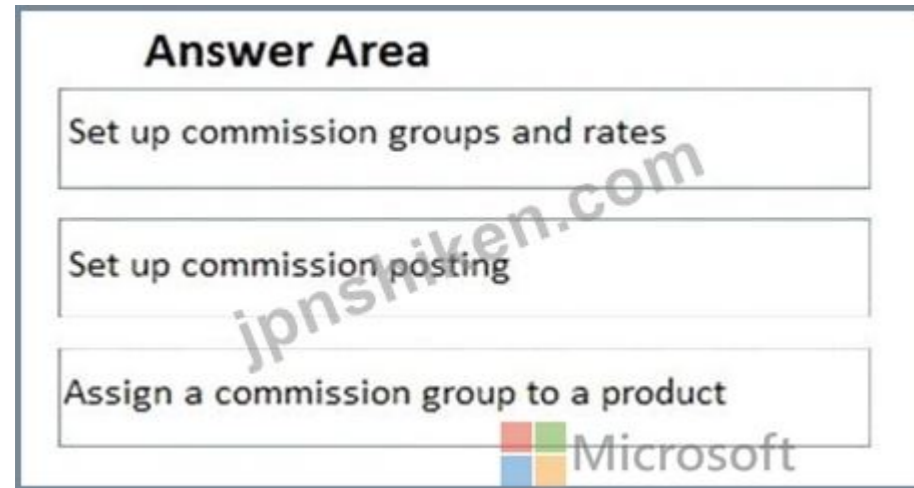 Answer Area
Set up commission groups and rates
Set up commission posting
Assign a commission group to a product
jpnshiken.com
Microsoft